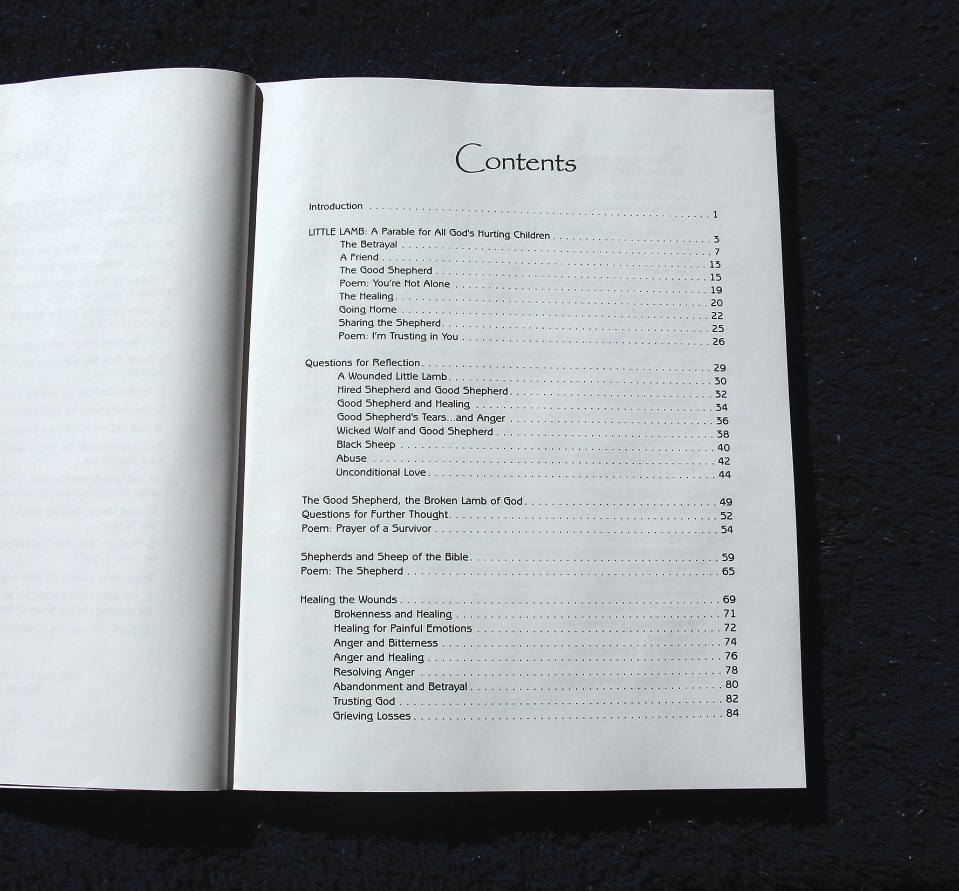 Contents
Introduction . . . . . . . . . . 1
LITTLE LAMB: A Parable for All God's Hurting Children . . . . . . . . . . 3
The Betrayal . . . . . . . . . . 7
A Friend . . . . . . . . . . 13
The Good Shepherd . . . . . . . . . . 15
Poem: You're Not Alone . . . . . . . . . . 19
The Healing . . . . . . . . . . 20
Going Home . . . . . . . . . . 22
Sharing the Shepherd . . . . . . . . . . 25
Poem: I'm Trusting in You . . . . . . . . . . 26
Questions for Reflection . . . . . . . . . . 29
A Wounded Little Lamb . . . . . . . . . . 30
Hired Shepherd and Good Shepherd . . . . . . . . . . 32
Good Shepherd and Healing . . . . . . . . . . 34
Good Shepherd's Tears...and Anger . . . . . . . . . . 36
Wicked Wolf and Good Shepherd . . . . . . . . . . 38
Black Sheep . . . . . . . . . . 40
Abuse . . . . . . . . . . 42
Unconditional Love . . . . . . . . . . 44
The Good Shepherd, the Broken Lamb of God . . . . . . . . . . 49
Questions for Further Thought . . . . . . . . . . 52
Poem: Prayer of a Survivor . . . . . . . . . . 54
Shepherds and Sheep of the Bible . . . . . . . . . . 59
Poem: The Shepherd . . . . . . . . . . 65
Healing the Wounds . . . . . . . . . . 69
Brokenness and Healing . . . . . . . . . . 71
Healing for Painful Emotions . . . . . . . . . . 72
Anger and Bitterness . . . . . . . . . . 74
Anger and Healing . . . . . . . . . . 76
Resolving Anger . . . . . . . . . . 78
Abandonment and Betrayal . . . . . . . . . . 80
Trusting God . . . . . . . . . . 82
Grieving Losses . . . . . . . . . . 84